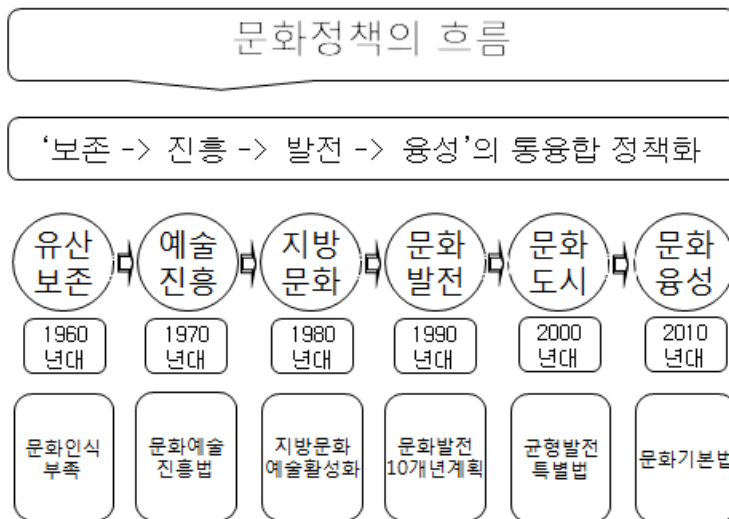 문화정책의 흐름
‘보존 -> 진흥 -> 발전 -> 융성’의 통융합 정책화
유산
보존
예술
진흥
지방
문화
문화
발전
문화
도시
문화
융성
1960
년대
1970
년대
1980
년대
1990
년대
2000
년대
2010
년대
문화인식
부족
문화예술
진흥법
지방문화
예술활성화
문화발전
10개년계획
균형발전
특별법
문화기본법